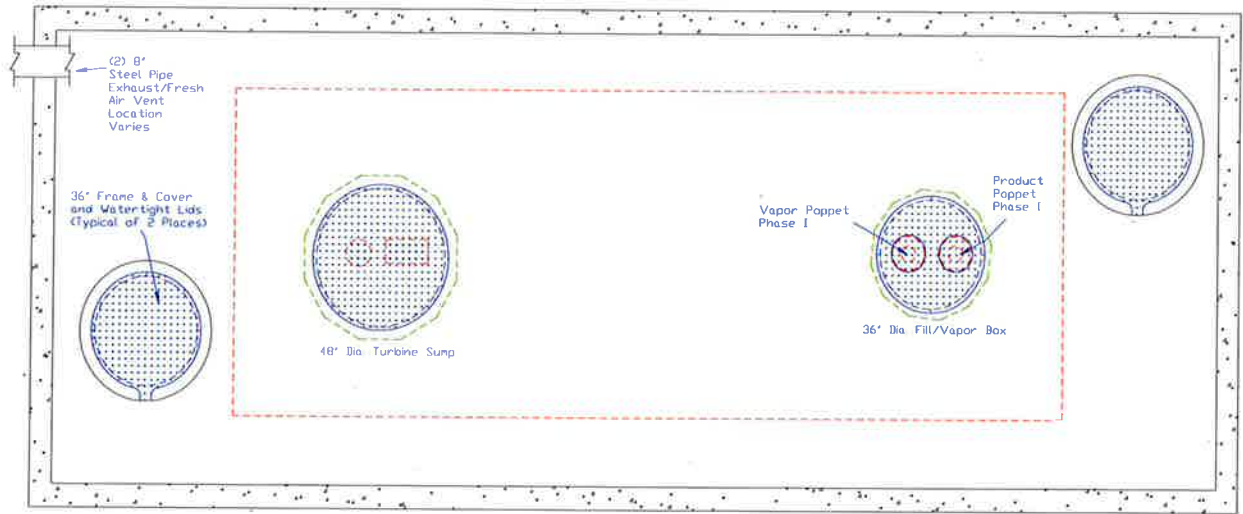 (2) 8"
Steel Pipe
Exhaust/Fresh
Air Vent
Location
Varies
36" Frame & Cover
and Watertight Lids
(Typical of 2 Places)
48" Dia. Turbine Sump
Vapor Poppet
Phase I
Product
Poppet
Phase I
36" Dia Fill/Vapor Box